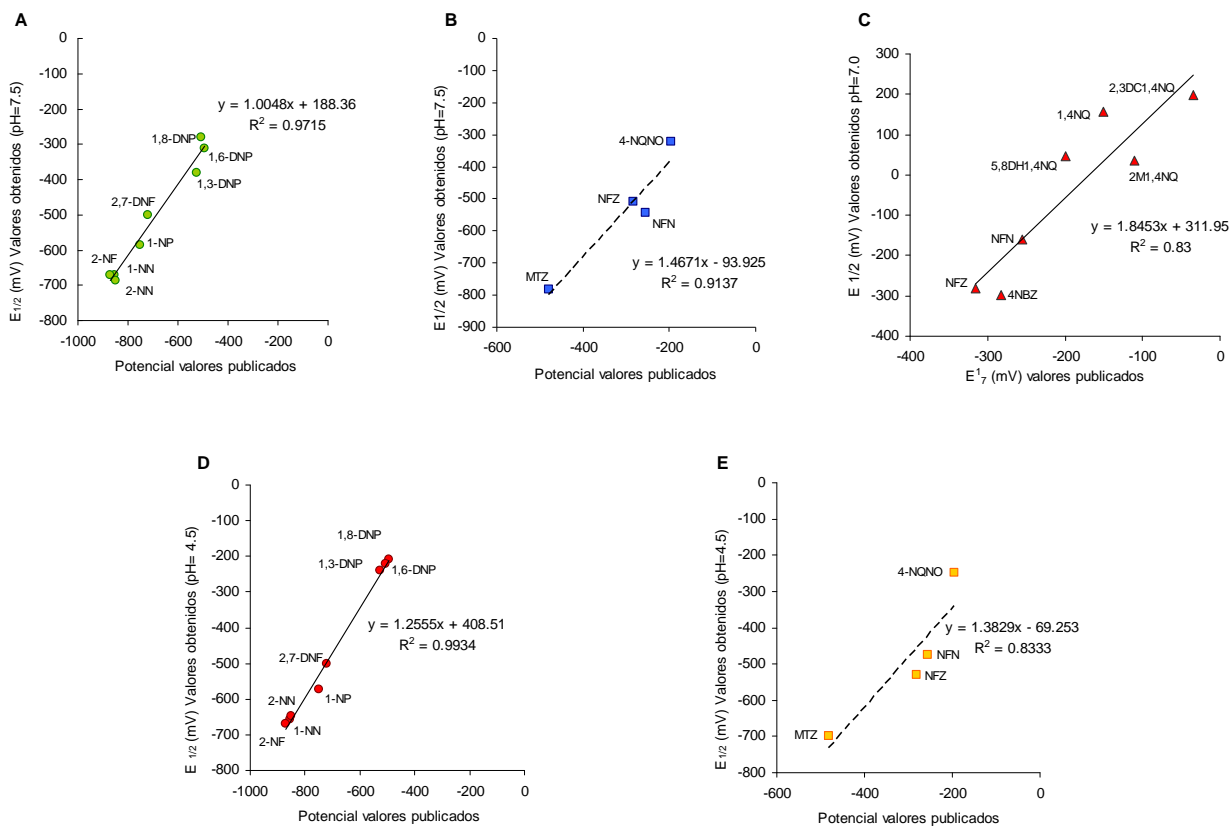 A
E1/2 (mV) Valores obtenidos (pH=7.5)
0
-100
-200
-300
-400
-500
-600
-700
-800
y = 1.0048x + 188.36
R² = 0.9715
1,8-DNP
1,6-DNP
1,3-DNP
2,7-DNF
1-NP
2-NF
1-NN
2-NN
-1000 -800 -600 -400 -200 0
Potencial valores publicados
B
E1/2 (mV) Valores obtenidos (pH=7.5)
0
-100
-200
-300
-400
-500
-600
-700
-800
-900
4-NQNO
NFZ
NFN
MTZ
y = 1.4671x - 93.925
R² = 0.9137
-600 -400 -200 0
Potencial valores publicados
C
E 1/2 (mV) Valores obtenidos pH=7.0
300
200
100
0
-100
-200
-300
-400
2,3DC1,4NQ
1,4NQ
5,8DH1,4NQ
2M1,4NQ
NFN
NFZ
4NBZ
y = 1.8453x + 311.95
R² = 0.83
-400 -300 -200 -100 0
E¹₇ (mV) valores publicados
D
E 1/2 (mV) Valores obtenidos (pH= 4.5)
0
-100
-200
-300
-400
-500
-600
-700
-800
1,8-DNP
1,3-DNP
1,6-DNP
y = 1.2555x + 408.51
R² = 0.9934
2,7-DNF
1-NP
2-NN
1-NN
2-NF
-1000 -800 -600 -400 -200 0
Potencial valores publicados
E
E 1/2 (mV) Valores obtenidos (pH=4.5)
0
-100
-200
-300
-400
-500
-600
-700
-800
4-NQNO
y = 1.3829x - 69.253
R² = 0.8333
NFN
NFZ
MTZ
-600 -400 -200 0
Potencial valores publicados